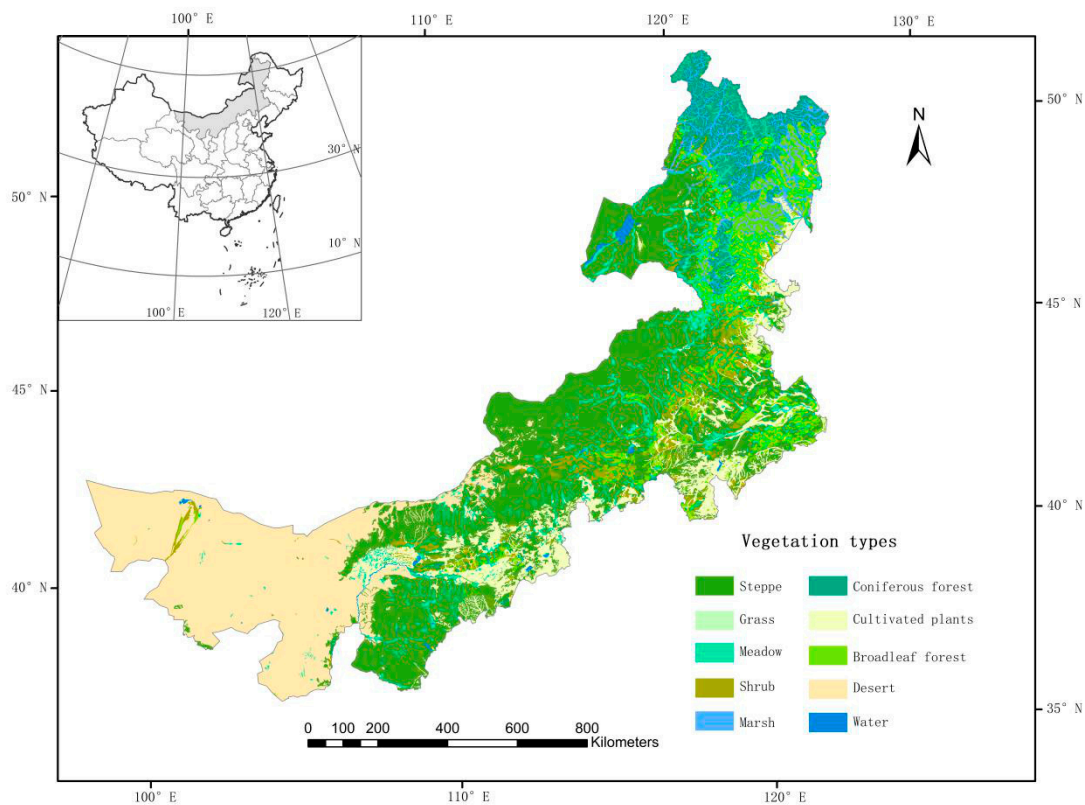 100° E 110° E 120° E 130° E
N
50° N
30° N
50° N
10° N
100° E 120° E
45° N
45° N
40° N
Vegetation types
40° N
Steppe Coniferous forest
Grass Cultivated plants
Meadow Broadleaf forest
Shrub Desert
Marsh Water
35° N
0 100 200 400 600 800
Kilometers
100° E 110° E 120° E